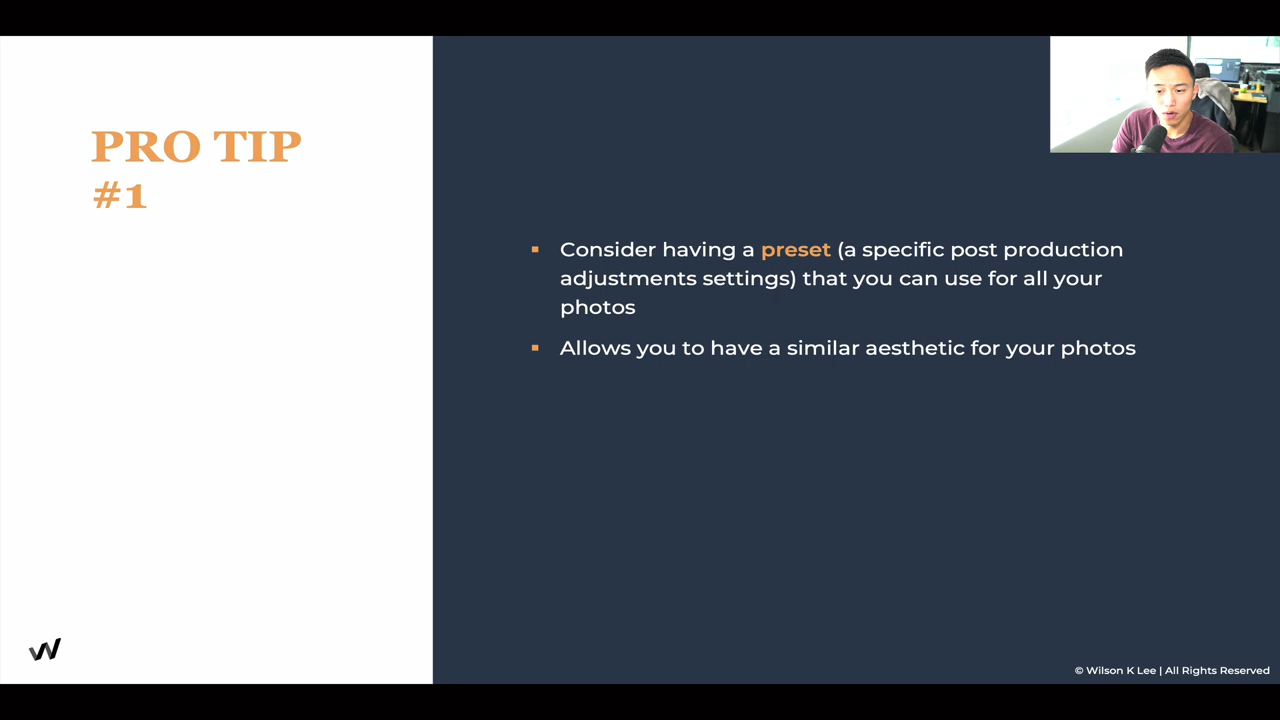 PRO TIP
#1
Consider having a preset (a specific post production
adjustments settings) that you can use for all your
photos
Allows you to have a similar aesthetic for your photos
© Wilson K Lee | All Rights Reserved